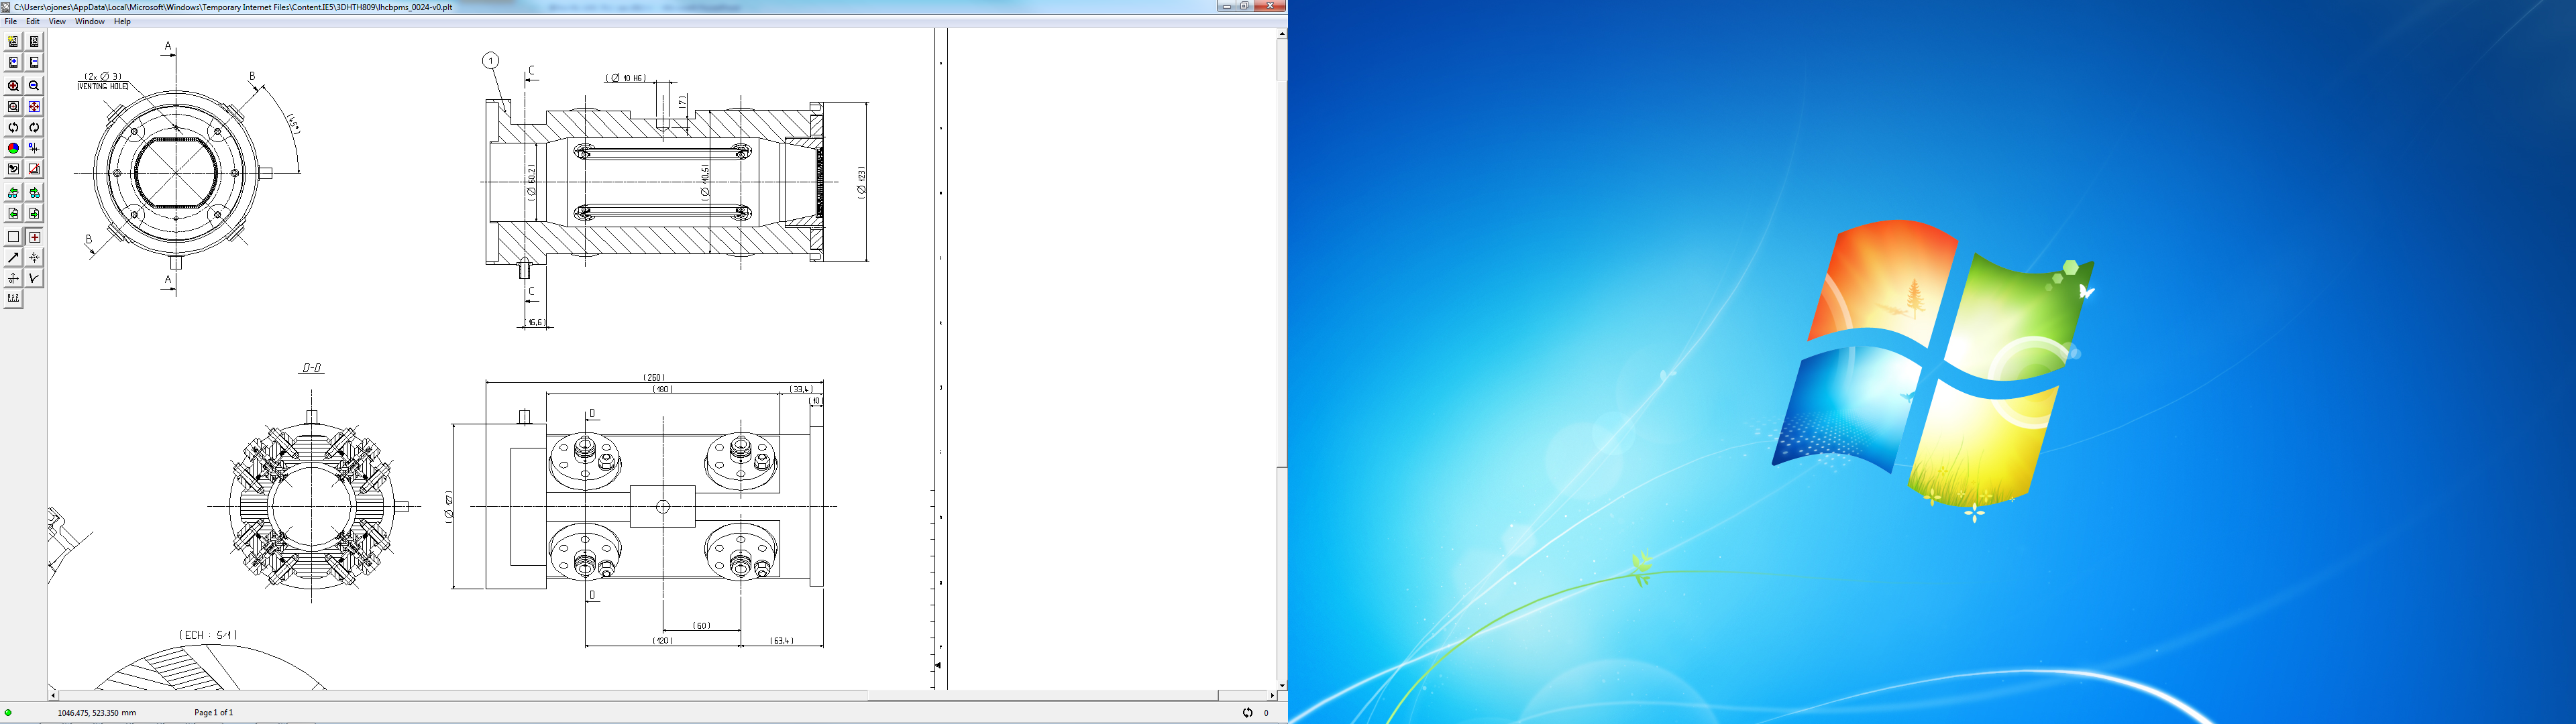 C:\Users\ojones\AppData\Local\Microsoft\Windows\Temporary Internet Files\Content.IE5\3DHTH809\lhcbpms_0024-v0.plt
File Edit View Window Help
A
(2x Ø 3)
(VENTING HOLE)
B
(45°)
B
A
1
C
(Ø 10 H6)
(7)
(Ø 60,2)
(Ø 110,5)
(Ø 123)
C
16,6)
D-D
(260)
(180)
(33,4)
(10)
D
(Ø 127)
D
(60)
(120)
(63,4)
(ECH : 5/1)
1046.475, 523.350 mm
Page 1 of 1
0